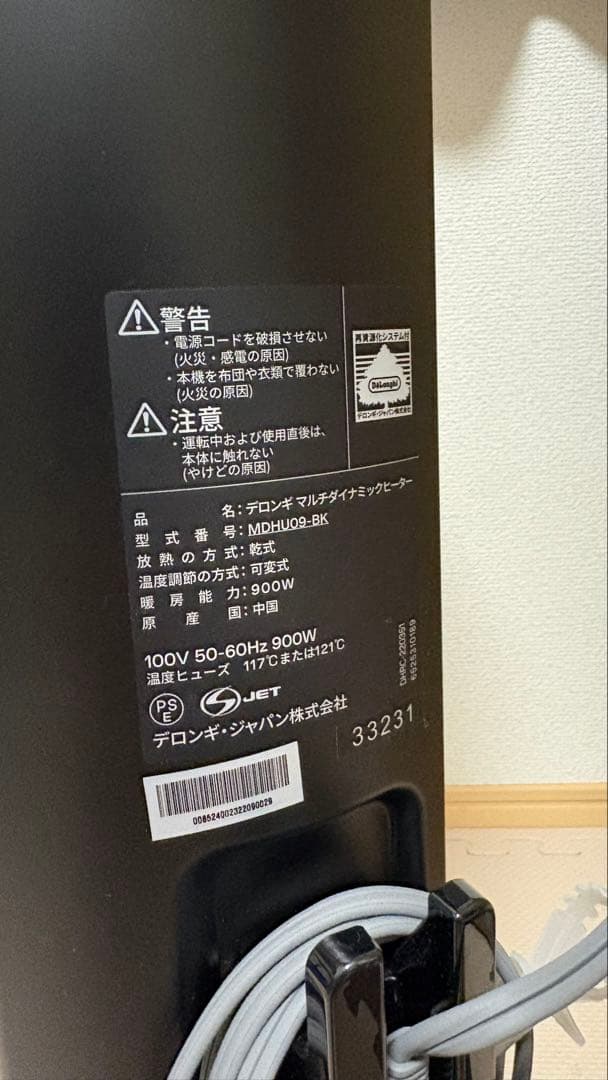 警告
・電源コードを破損させない
(火災・感電の原因)
・本機を布団や衣類で覆わない
(火災の原因)
注意
・運転中および使用直後は、
本体に触れない
(やけどの原因)
再資源化システム付
DeLonghi
デロンギ・ジャパン株式会社
品名：デロンギ マルチダイナミックヒーター
型式番号：MDHU09-BK
放熱の方式：乾式
温度調節の方式：可変式
暖房能力：900W
原産国：中国
100V 50-60Hz 900W
温度ヒューズ 117℃または121℃
PSE
JET
デロンギ・ジャパン株式会社
DHRC-220351
6925310189
33231
008524002322090029